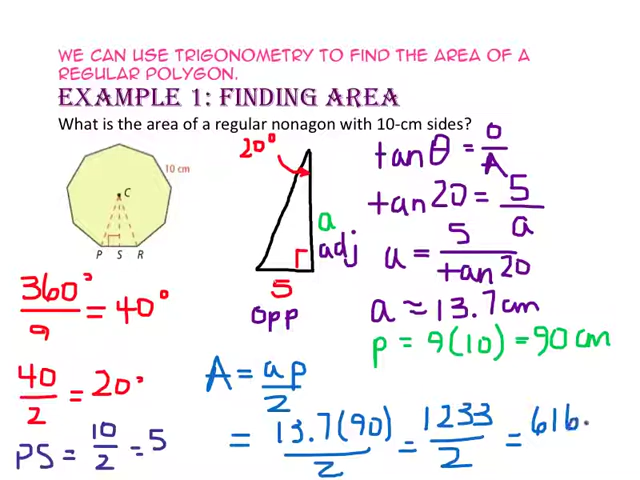 WE CAN USE TRIGONOMETRY TO FIND THE AREA OF A
REGULAR POLYGON.
EXAMPLE 1: FINDING AREA
What is the area of a regular nonagon with 10-cm sides?
10 cm
C
P S R
20°
a
adj
5
opp
tan θ = O/A
tan 20 = 5/a
a = 5/tan 20
a ≈ 13.7cm
p = 9(10) = 90 cm
360°/9 = 40°
40/2 = 20°
PS = 10/2 = 5
A = ap/2
= 13.7(90)/2 = 1233/2 = 616.